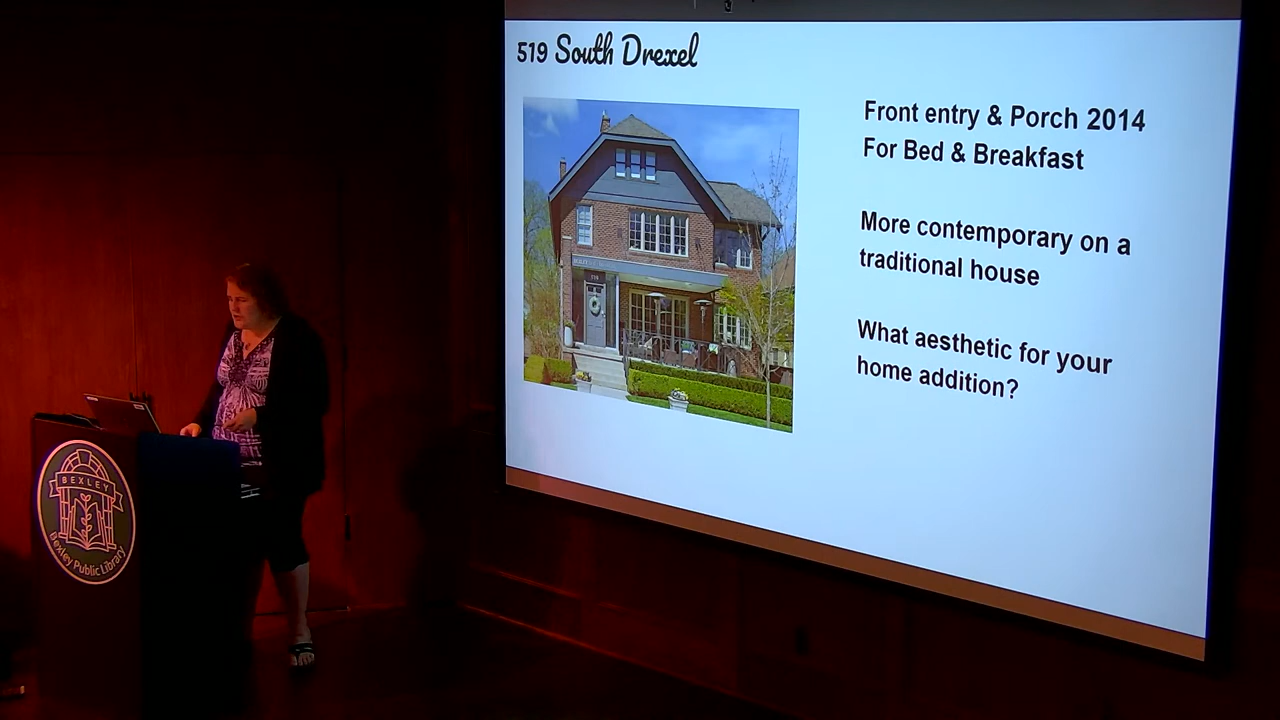 519 South Drexel
Front entry & Porch 2014
For Bed & Breakfast
More contemporary on a
traditional house
What aesthetic for your
home addition?
519
BEXLEY
Bexley Public Library